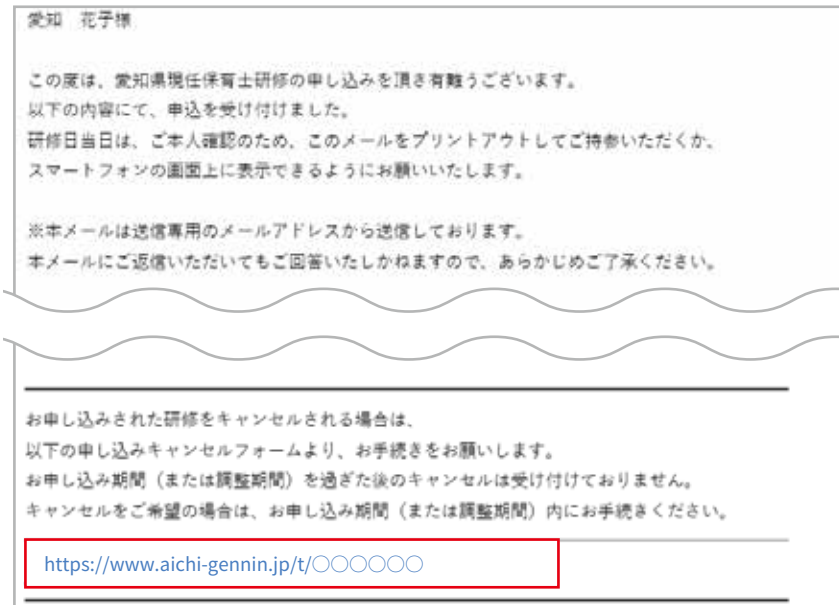 愛知　花子様
この度は、愛知県現任保育士研修の申し込みを頂き有難うございます。
以下の内容にて、申込を受け付けました。
研修日当日は、ご本人確認のため、このメールをプリントアウトしてご持参いただくか、
スマートフォンの画面上に表示できるようにお願いいたします。
※本メールは送信専用のメールアドレスから送信しております。
本メールにご返信いただいてもご回答いたしかねますので、あらかじめご了承ください。
お申し込みされた研修をキャンセルされる場合は、
以下の申し込みキャンセルフォームより、お手続きをお願いします。
お申し込み期間（または調整期間）を過ぎた後のキャンセルは受け付けておりません。
キャンセルをご希望の場合は、お申し込み期間（または調整期間）内にお手続きください。
https://www.aichi-gennin.jp/t/○○○○○○